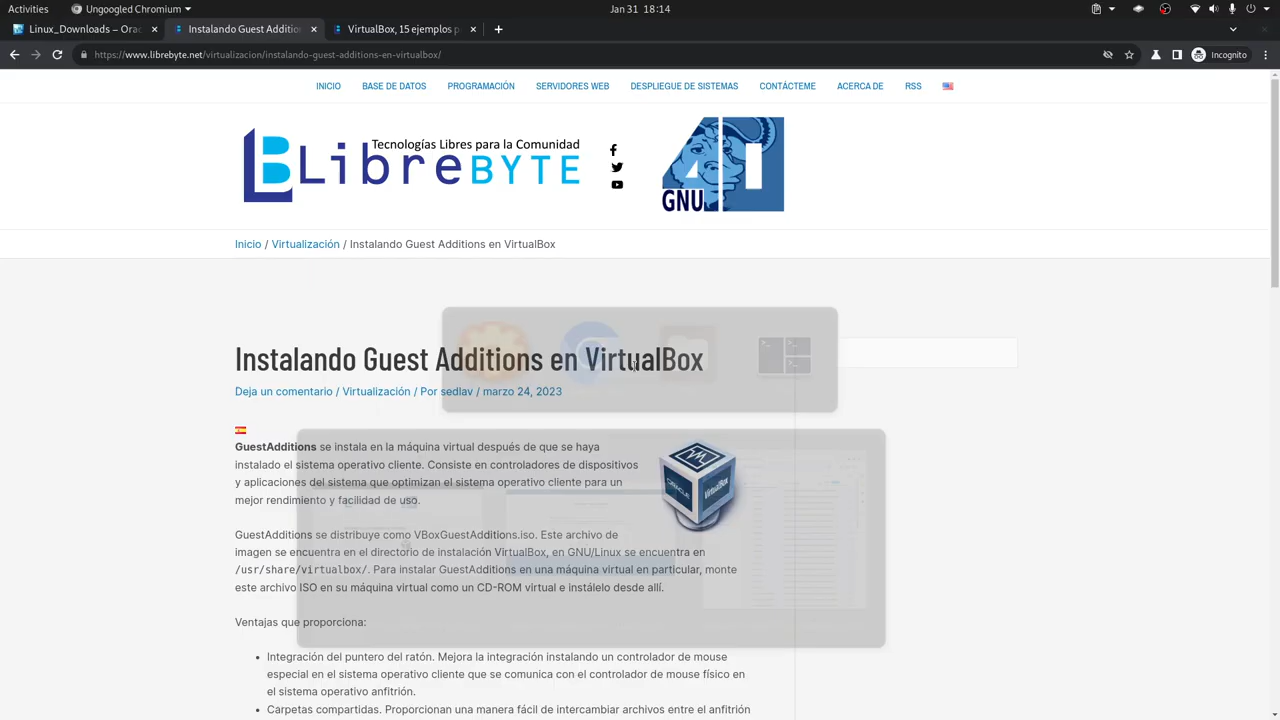 Activities
Ungoogled Chromium
Jan 31 18:14
Linux_Downloads – Orac
Instalando Guest Additio
VirtualBox, 15 ejemplos p
https://www.librebyte.net/virtualizacion/instalando-guest-additions-en-virtualbox/
Incognito
INICIO BASE DE DATOS PROGRAMACIÓN SERVIDORES WEB DESPLIEGUE DE SISTEMAS CONTÁCTEME ACERCA DE RSS
Tecnologías Libres para la Comunidad
LibreBYTE
40
GNU
Inicio / Virtualización / Instalando Guest Additions en VirtualBox
Instalando Guest Additions en VirtualBox
Deja un comentario / Virtualización / Por sedlav / marzo 24, 2023
GuestAdditions se instala en la máquina virtual después de que se haya
instalado el sistema operativo cliente. Consiste en controladores de dispositivos
y aplicaciones del sistema que optimizan el sistema operativo cliente para un
mejor rendimiento y facilidad de uso.
GuestAdditions se distribuye como VBoxGuestAdditions.iso. Este archivo de
imagen se encuentra en el directorio de instalación VirtualBox, en GNU/Linux se encuentra en
/usr/share/virtualbox/. Para instalar GuestAdditions en una máquina virtual en particular, monte
este archivo ISO en su máquina virtual como un CD-ROM virtual e instálelo desde allí.
Ventajas que proporciona:
• Integración del puntero del ratón. Mejora la integración instalando un controlador de mouse
especial en el sistema operativo cliente que se comunica con el controlador de mouse físico en
el sistema operativo anfitrión.
• Carpetas compartidas. Proporcionan una manera fácil de intercambiar archivos entre el anfitrión
ORACLE
VirtualBox